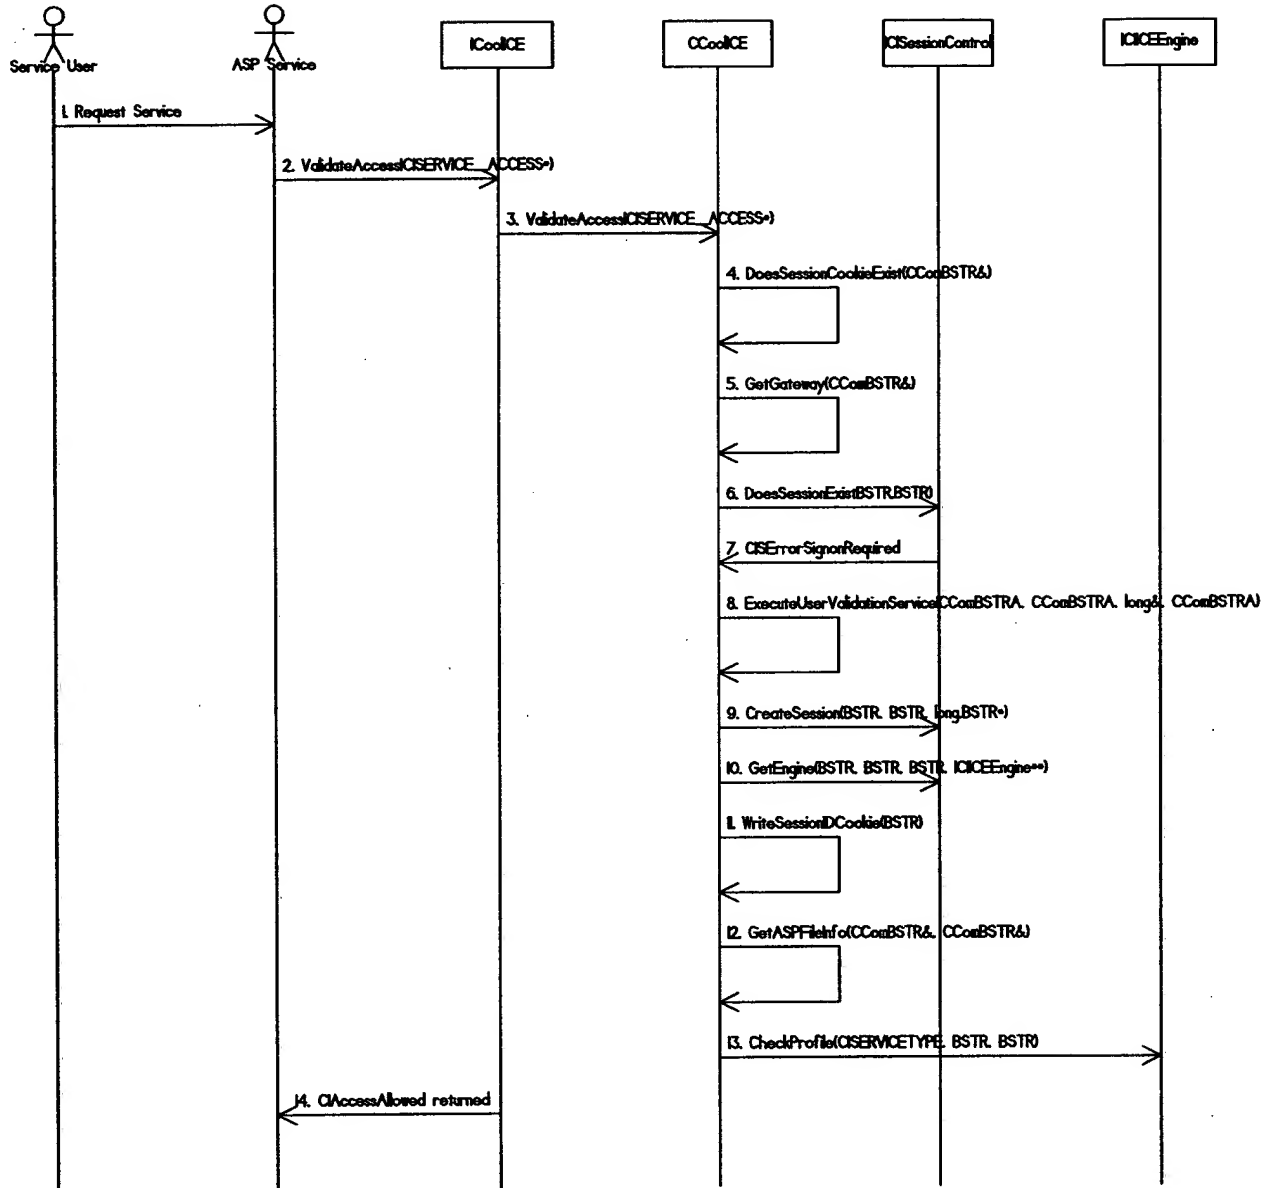 ICoolICE
CCoolICE
ICISessionControl
ICIICEEngine
Service User
ASP Service
1. Request Service
2. ValidateAccess(CISERVICE_ACCESS*)
3. ValidateAccess(CISERVICE_ACCESS*)
4. DoesSessionCookieExist(CComBSTR&)
5. GetGateway(CComBSTR&)
6. DoesSessionExist(BSTR,BSTR)
7. CISErrorSignonRequired
8. ExecuteUserValidationService(CComBSTRA, CComBSTRA, long&, CComBSTRA)
9. CreateSession(BSTR, BSTR, long,BSTR*)
10. GetEngine(BSTR, BSTR, BSTR, ICIICEEngine**)
11. WriteSessionIDCookie(BSTR)
12. GetASPFileInfo(CComBSTR&, CComBSTR&)
13. CheckProfile(CISERVICETYPE, BSTR, BSTR)
14. CIAccessAllowed returned